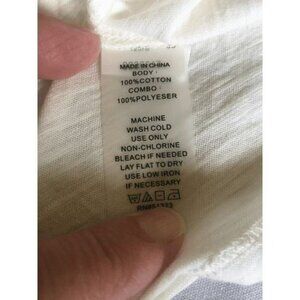 MADE IN CHINA
BODY:
100%COTTON
COMBO:
100%POLYESER
MACHINE
WASH COLD
USE ONLY
NON-CHLORINE
BLEACH IF NEEDED
LAY FLAT TO DRY
USE LOW IRON
IF NECESSARY